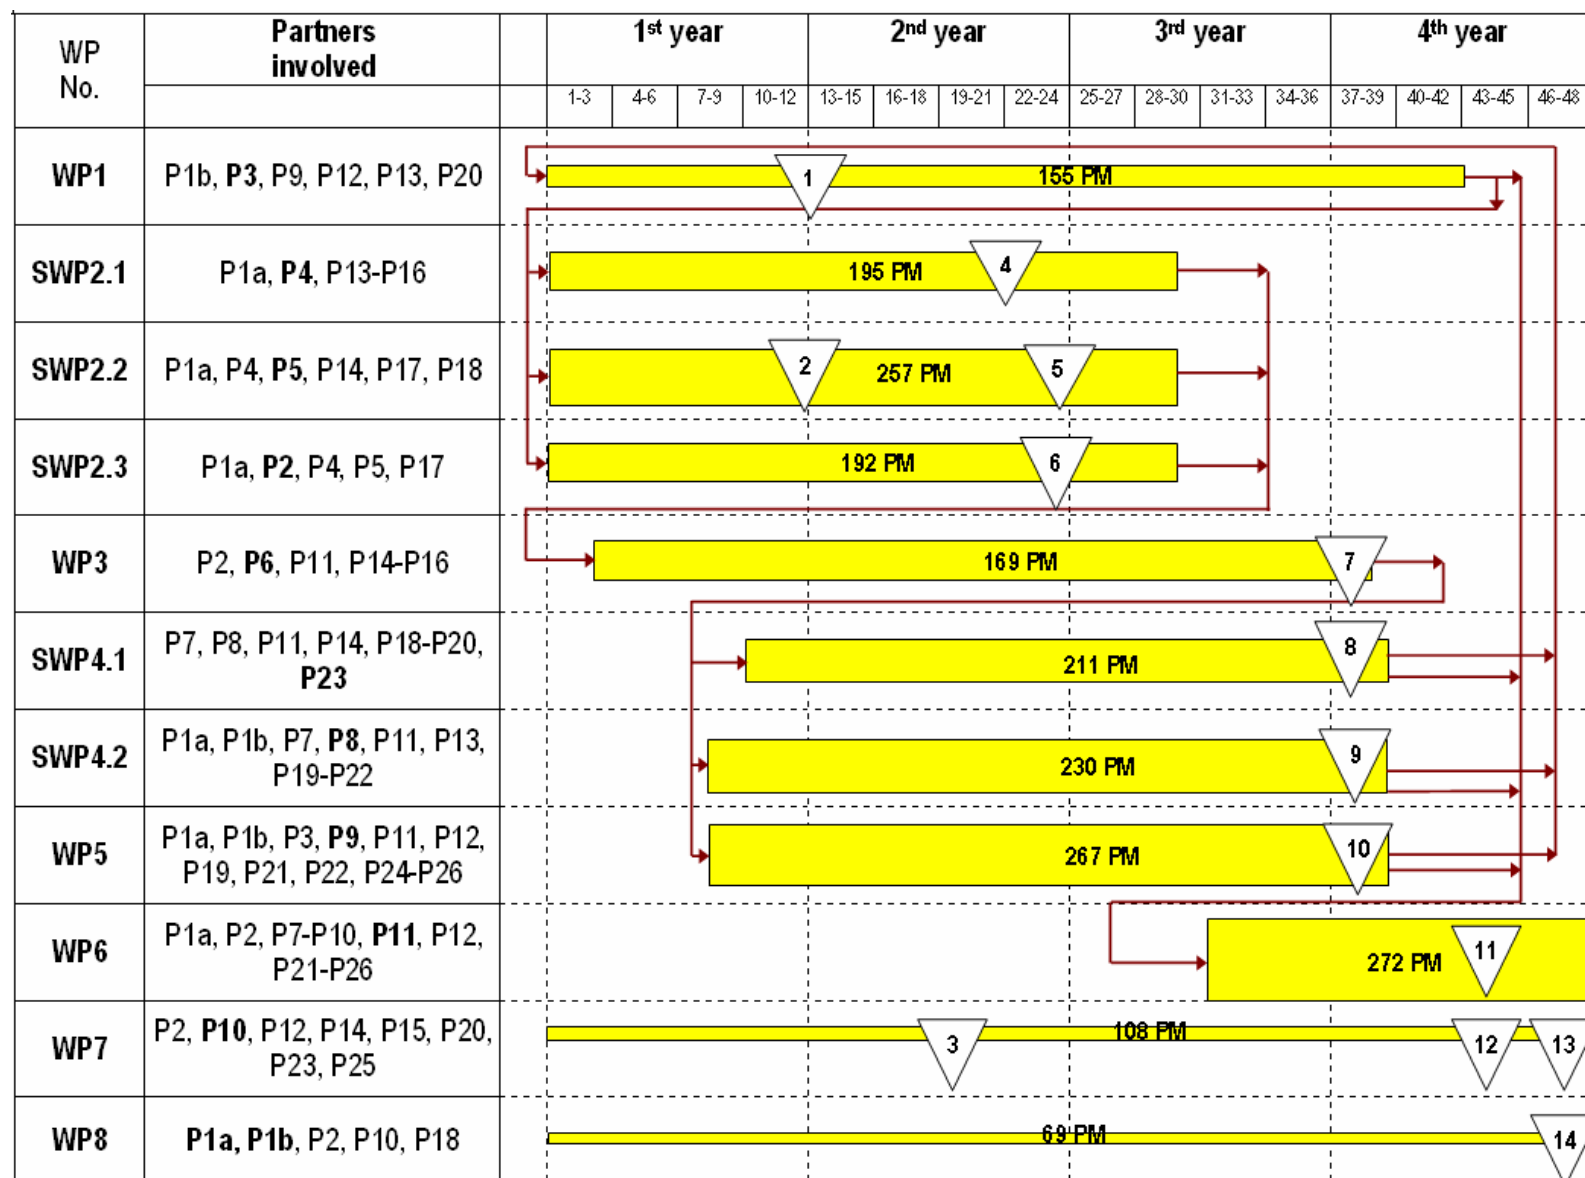 WP
No.
Partners
involved
1st year
2nd year
3rd year
4th year
1-3
4-6
7-9
10-12
13-15
16-18
19-21
22-24
25-27
28-30
31-33
34-36
37-39
40-42
43-45
46-48
WP1
P1b, P3, P9, P12, P13, P20
1
155 PM
SWP2.1
P1a, P4, P13-P16
195 PM
4
SWP2.2
P1a, P4, P5, P14, P17, P18
2
257 PM
5
SWP2.3
P1a, P2, P4, P5, P17
192 PM
6
WP3
P2, P6, P11, P14-P16
169 PM
7
SWP4.1
P7, P8, P11, P14, P18-P20,
P23
211 PM
8
SWP4.2
P1a, P1b, P7, P8, P11, P13,
P19-P22
230 PM
9
WP5
P1a, P1b, P3, P9, P11, P12,
P19, P21, P22, P24-P26
267 PM
10
WP6
P1a, P2, P7-P10, P11, P12,
P21-P26
272 PM
11
WP7
P2, P10, P12, P14, P15, P20,
P23, P25
3
108 PM
12
13
WP8
P1a, P1b, P2, P10, P18
69 PM
14